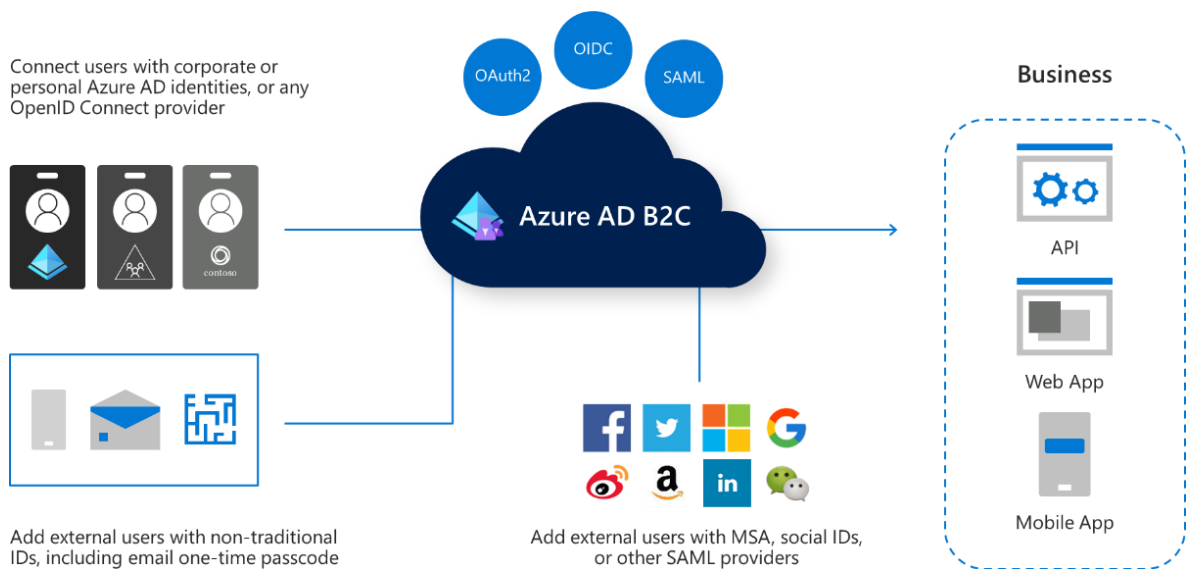 Connect users with corporate or
personal Azure AD identities, or any
OpenID Connect provider
contoso
OAuth2
OIDC
SAML
Azure AD B2C
Business
API
Web App
Mobile App
a
in
Add external users with non-traditional
IDs, including email one-time passcode
Add external users with MSA, social IDs,
or other SAML providers